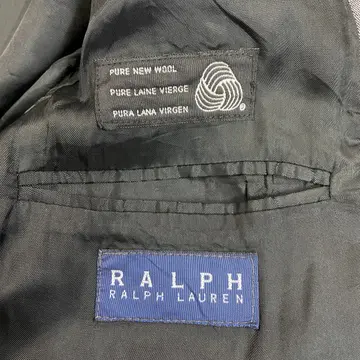 PURE NEW WOOL
PURE LAINE VIERGE
PURA LANA VIRGEN
RALPH
RALPH LAUREN